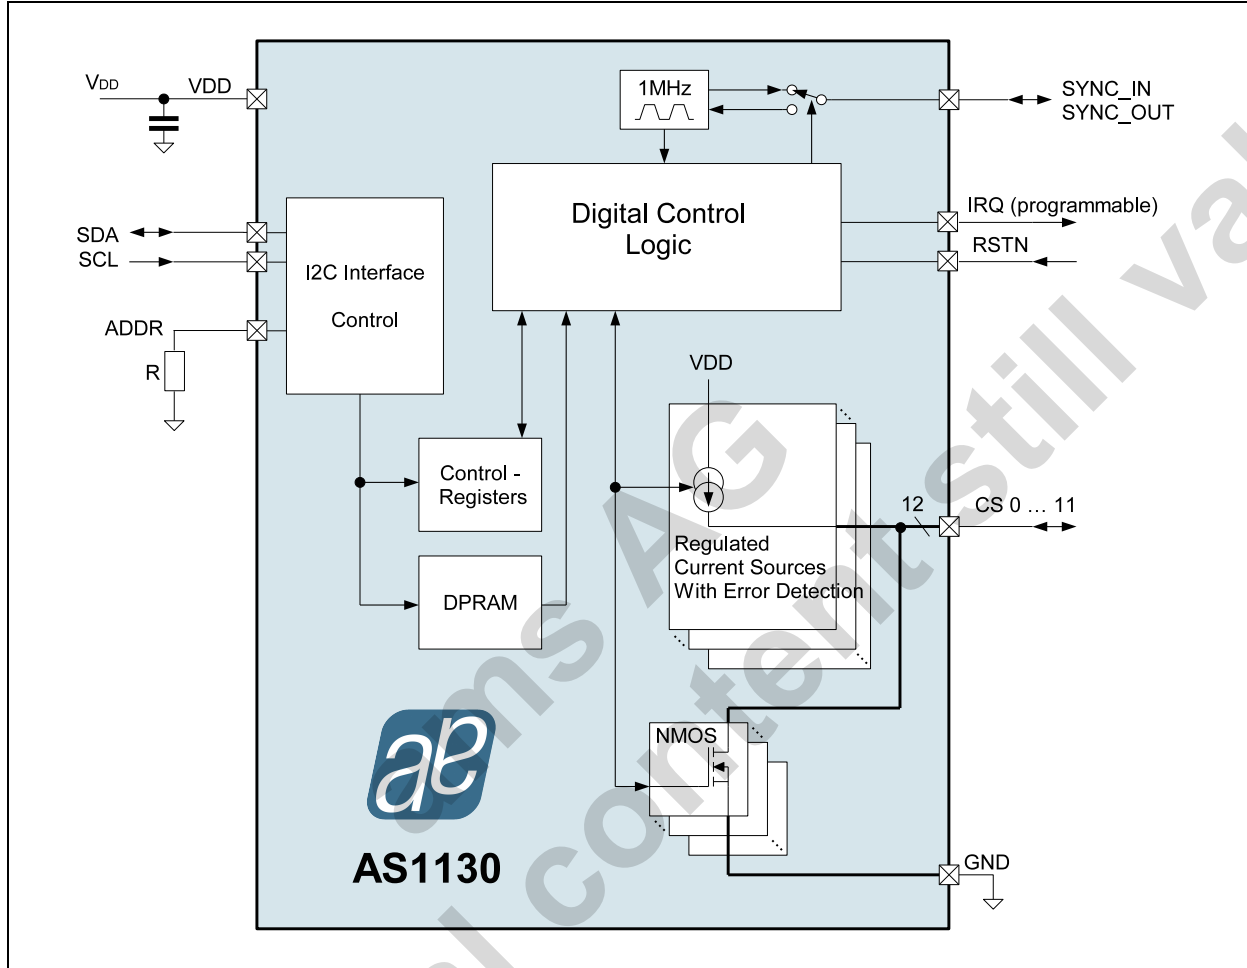 1MHz
VDD
VDD
SYNC_IN
SYNC_OUT
Digital Control
Logic
IRQ (programmable)
RSTN
SDA
SCL
I2C Interface
Control
ADDR
R
VDD
Control -
Registers
12
CS 0 ... 11
Regulated
Current Sources
With Error Detection
DPRAM
NMOS
AS1130
GND
ams AG
al content still val